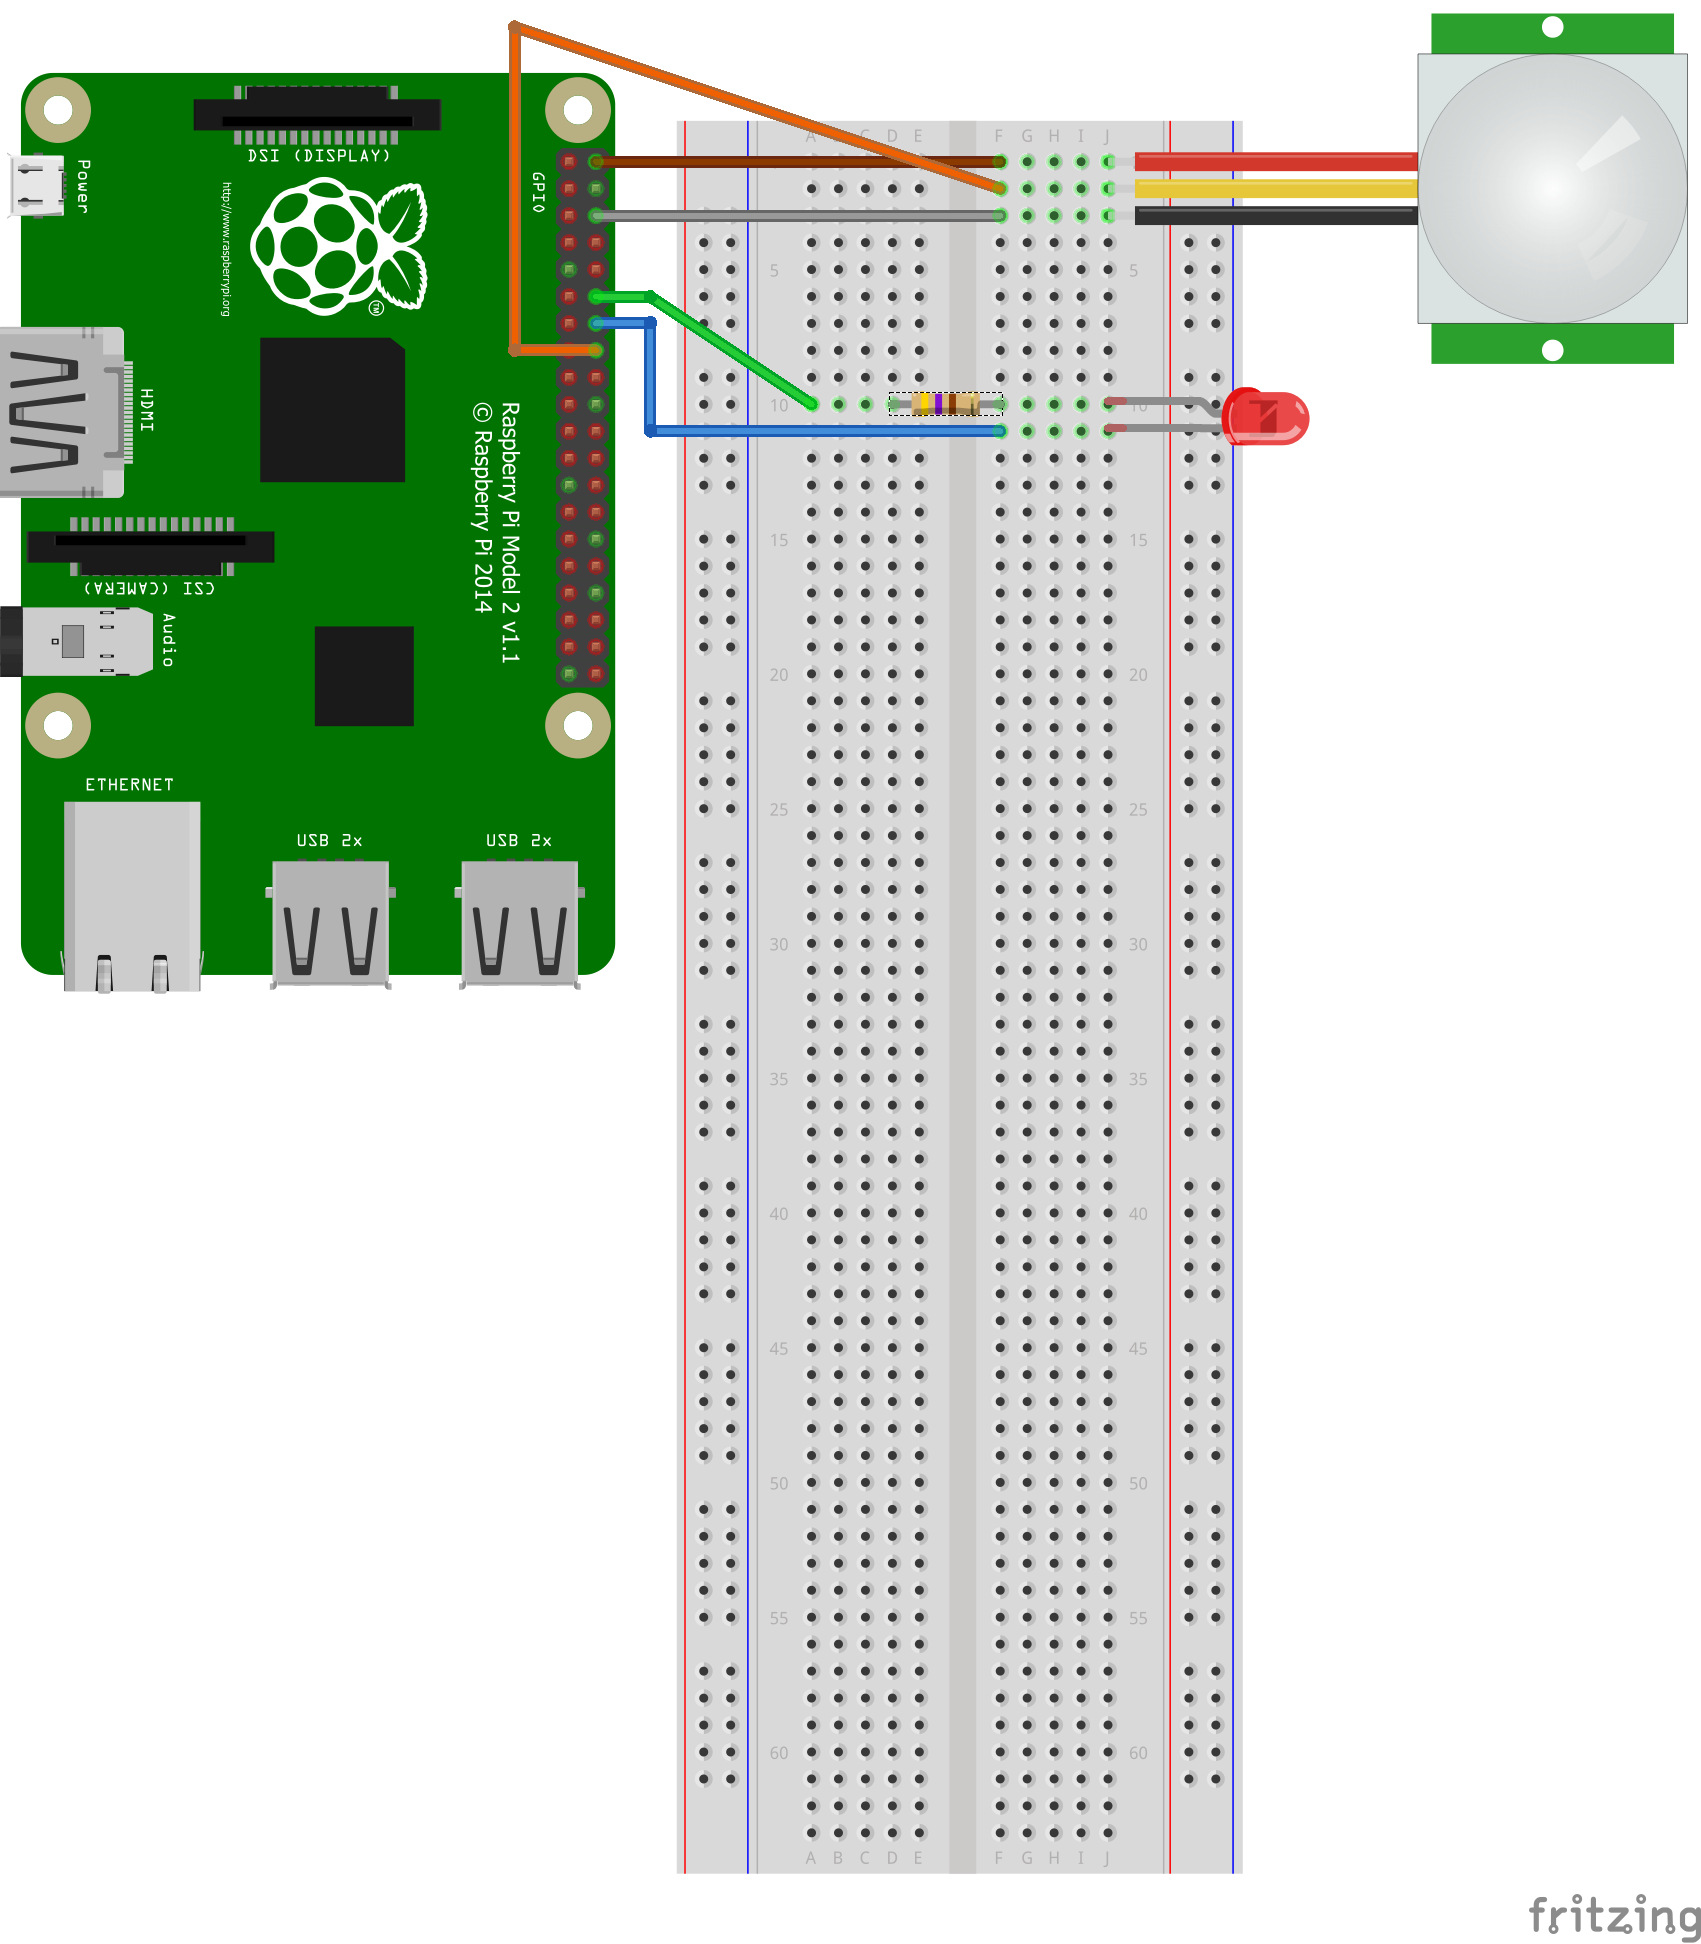 DSI (DISPLAY)
Power
http://www.raspberrypi.org
TM
GPIO
HDMI
Raspberry Pi Model 2 v1.1
© Raspberry Pi 2014
CSI (CAMERA)
Audio
ETHERNET
USB 2x
USB 2x
A C D E F G H I J
5 5
10 10
15 15
20 20
25 25
30 30
35 35
40 40
45 45
50 50
55 55
60 60
A B C D E F G H I J
fritzing